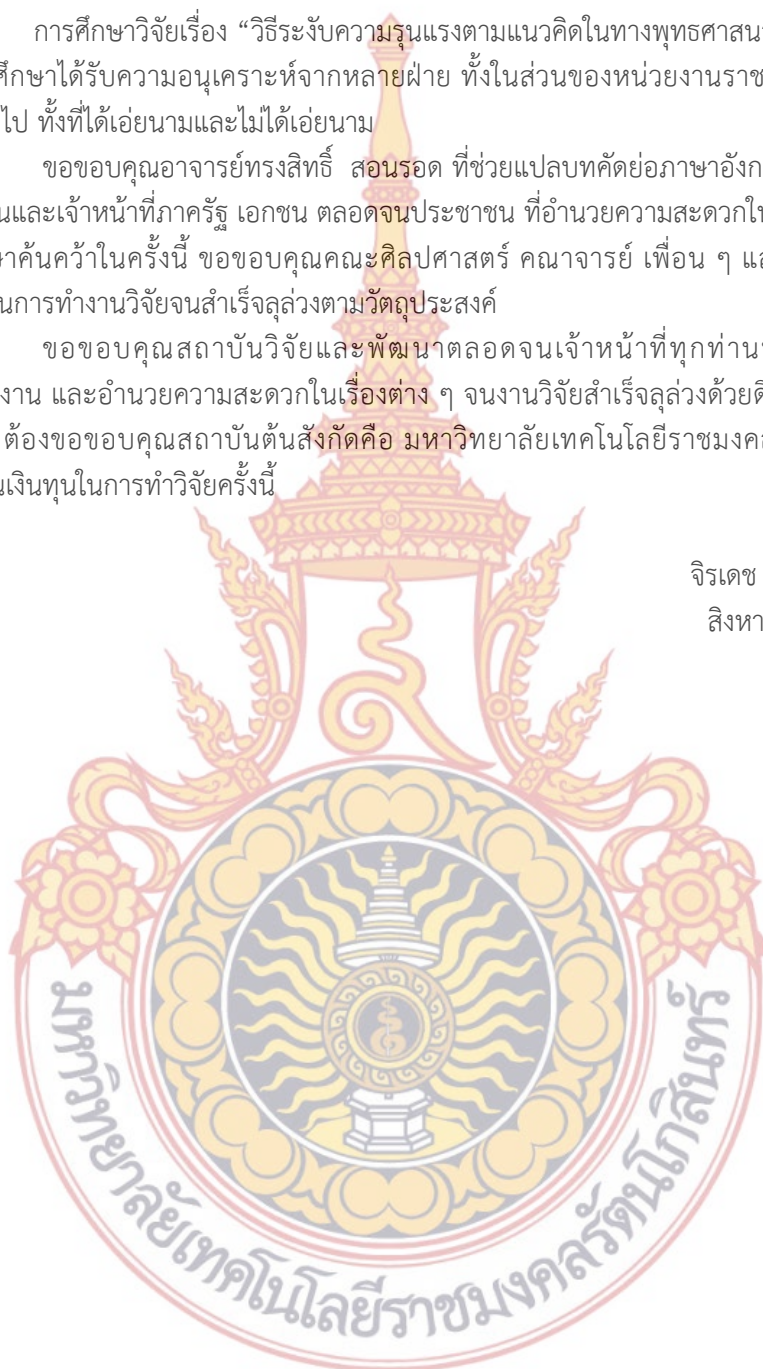 การศึกษาวิจัยเรื่อง “วิธีระงับความรุนแรงตามแนวคิดในทางพุทธศาสน
ศึกษาได้รับความอนุเคราะห์จากหลายฝ่าย ทั้งในส่วนของหน่วยงานราช
ไป ทั้งที่ได้เอ่ยนามและไม่ได้เอ่ยนาม
ขอขอบคุณอาจารย์ทรงสิทธิ์ สอนรอด ที่ช่วยแปลบทคัดย่อภาษาอังก
นและเจ้าหน้าที่ภาครัฐ เอกชน ตลอดจนประชาชน ที่อำนวยความสะดวกใน
ษาค้นคว้าในครั้งนี้ ขอขอบคุณคณะศิลปศาสตร์ คณาจารย์ เพื่อน ๆ แล
นการทำงานวิจัยจนสำเร็จลุล่วงตามวัตถุประสงค์
ขอขอบคุณสถาบันวิจัยและพัฒนาตลอดจนเจ้าหน้าที่ทุกท่าน
งาน และอำนวยความสะดวกในเรื่องต่าง ๆ จนงานวิจัยสำเร็จลุล่วงด้วยดี
ต้องขอขอบคุณสถาบันต้นสังกัดคือ มหาวิทยาลัยเทคโนโลยีราชมงคล
นเงินทุนในการทำวิจัยครั้งนี้
จิรเดช
สิงหา
มหาวิทยาลัยเทคโนโลยีราชมงคลรัตนโกสินทร์